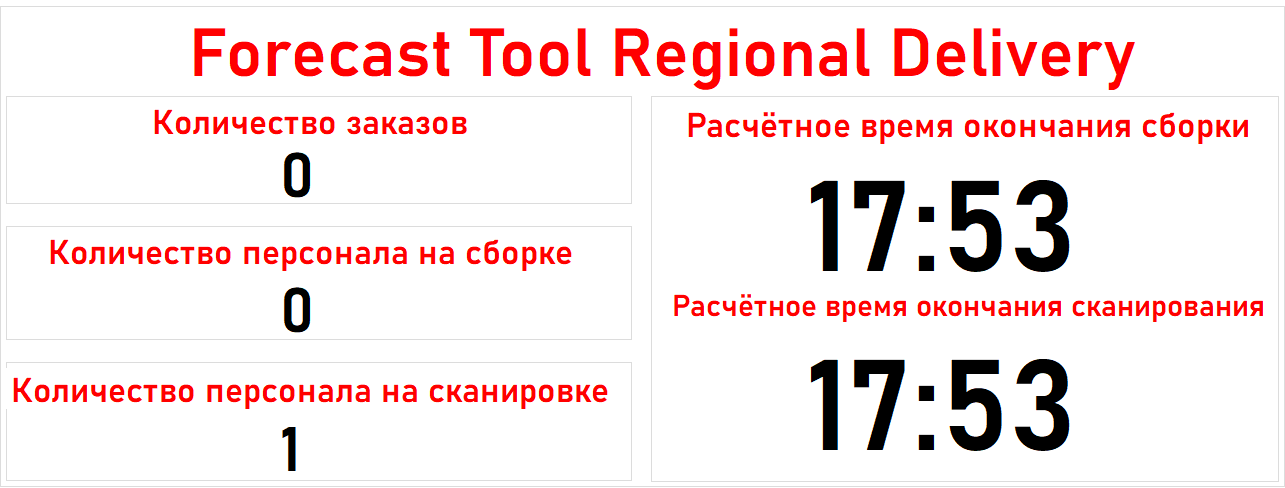 Forecast Tool Regional Delivery
Количество заказов
0
Количество персонала на сборке
0
Количество персонала на сканировке
1
Расчётное время окончания сборки
17:53
Расчётное время окончания сканирования
17:53